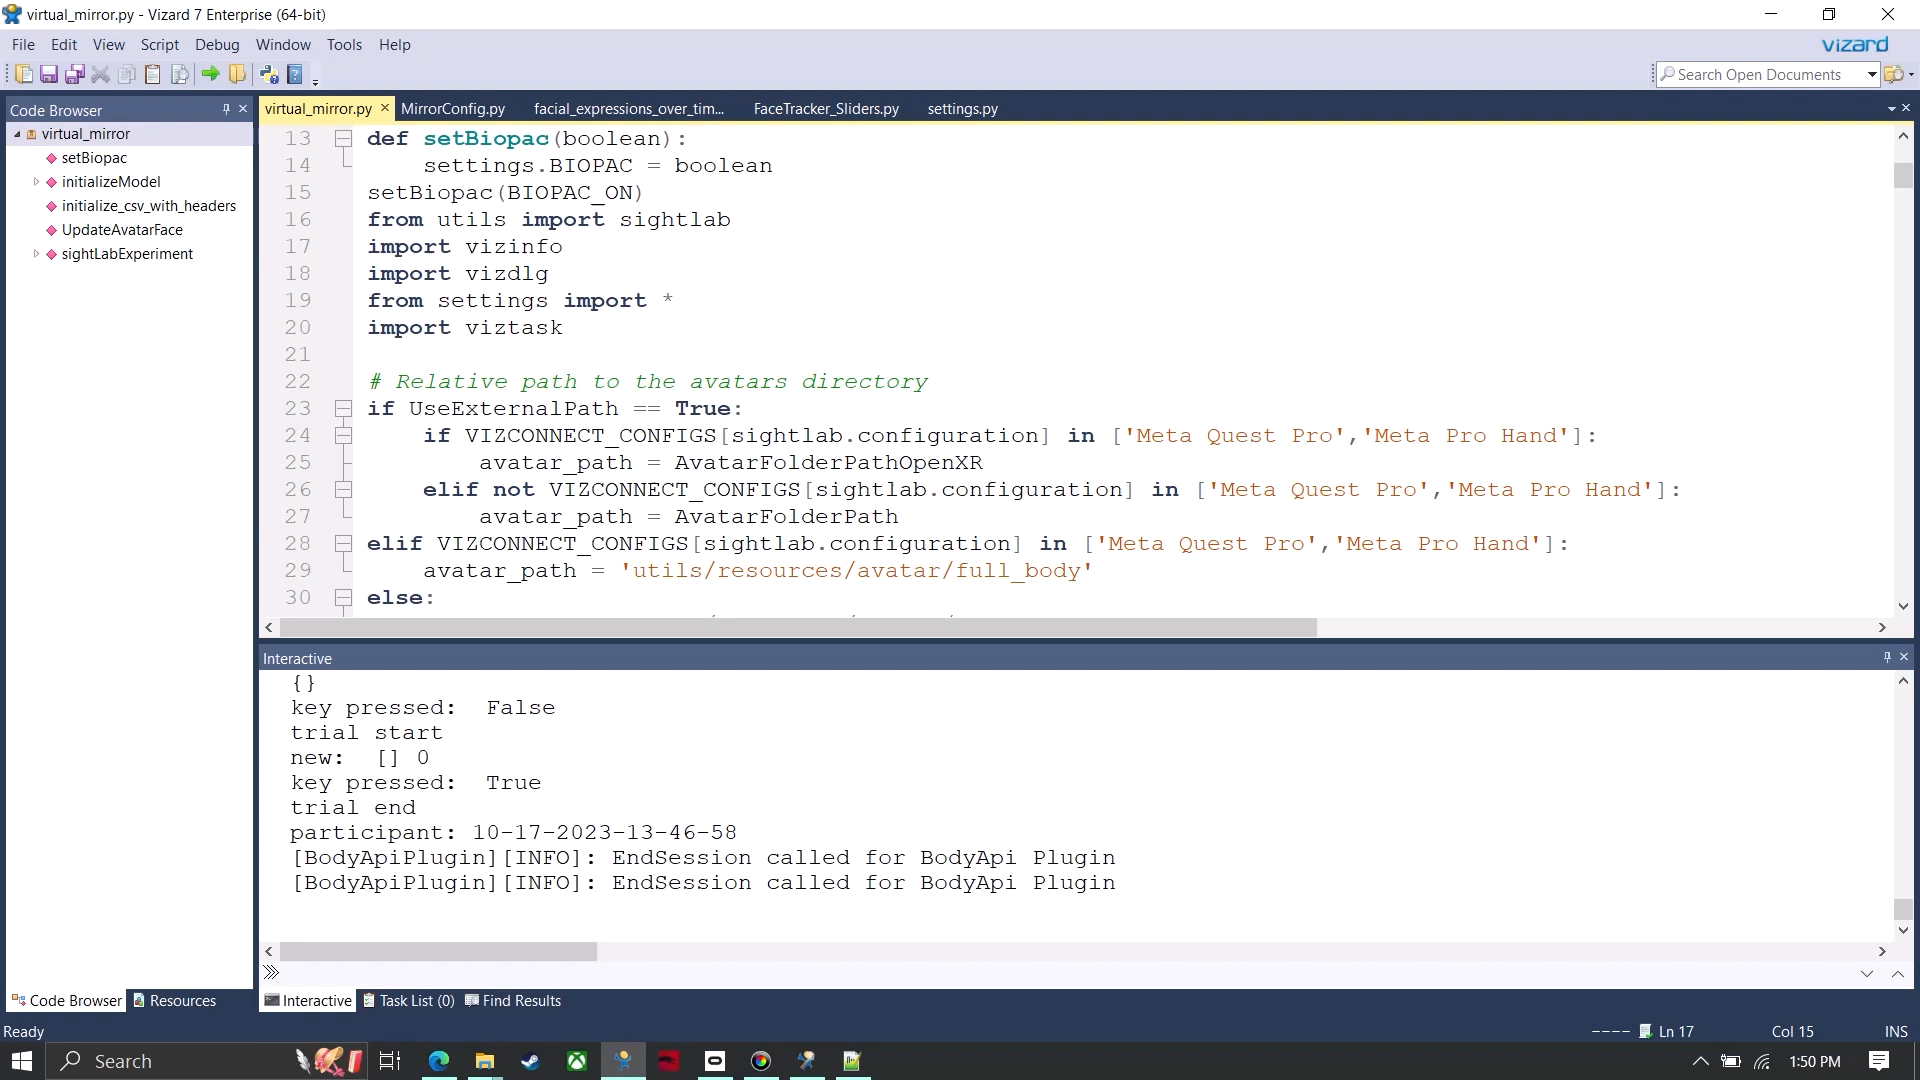 virtual_mirror.py - Vizard 7 Enterprise (64-bit)
File Edit View Script Debug Window Tools Help
vizard
Search Open Documents
Code Browser
virtual_mirror
setBiopac
initializeModel
initialize_csv_with_headers
UpdateAvatarFace
sightLabExperiment
virtual_mirror.py MirrorConfig.py facial_expressions_over_tim... FaceTracker_Sliders.py settings.py
13 def setBiopac(boolean):
14 settings.BIOPAC = boolean
15 setBiopac(BIOPAC_ON)
16 from utils import sightlab
17 import vizinfo
18 import vizdlg
19 from settings import *
20 import viztask
21
22 # Relative path to the avatars directory
23 if UseExternalPath == True:
24 if VIZCONNECT_CONFIGS[sightlab.configuration] in ['Meta Quest Pro','Meta Pro Hand']:
25 avatar_path = AvatarFolderPathOpenXR
26 elif not VIZCONNECT_CONFIGS[sightlab.configuration] in ['Meta Quest Pro','Meta Pro Hand']:
27 avatar_path = AvatarFolderPath
28 elif VIZCONNECT_CONFIGS[sightlab.configuration] in ['Meta Quest Pro','Meta Pro Hand']:
29 avatar_path = 'utils/resources/avatar/full_body'
30 else:
Interactive
{}
key pressed: False
trial start
new: [] 0
key pressed: True
trial end
participant: 10-17-2023-13-46-58
[BodyApiPlugin][INFO]: EndSession called for BodyApi Plugin
[BodyApiPlugin][INFO]: EndSession called for BodyApi Plugin
Code Browser Resources
Interactive Task List (0) Find Results
Ready
---- Ln 17 Col 15 INS
Search
1:50 PM